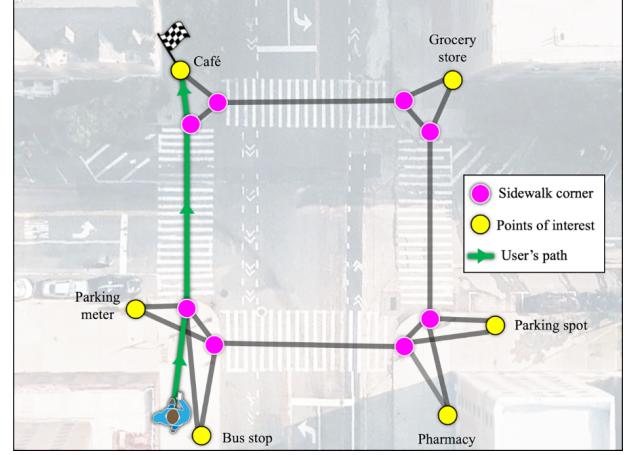 Café
Grocery
store
Sidewalk corner
Points of interest
User's path
Parking
meter
Parking spot
Bus stop
Pharmacy